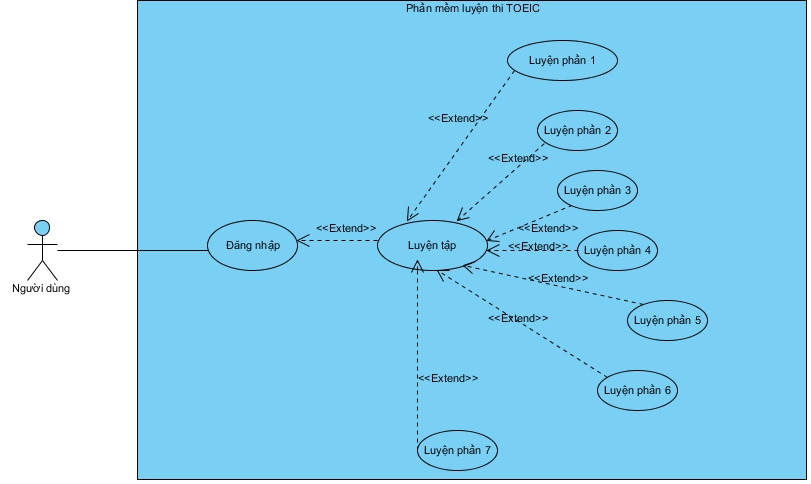 Phần mềm luyện thi TOEIC
Luyện phần 1
<<Extend>>
Luyện phần 2
<<Extend>>
Luyện phần 3
<<Extend>>
<<Extend>>
Đăng nhập
Luyện tập
<<Extend>>
Luyện phần 4
<<Extend>>
Người dùng
Luyện phần 5
<<Extend>>
Luyện phần 6
<<Extend>>
Luyện phần 7